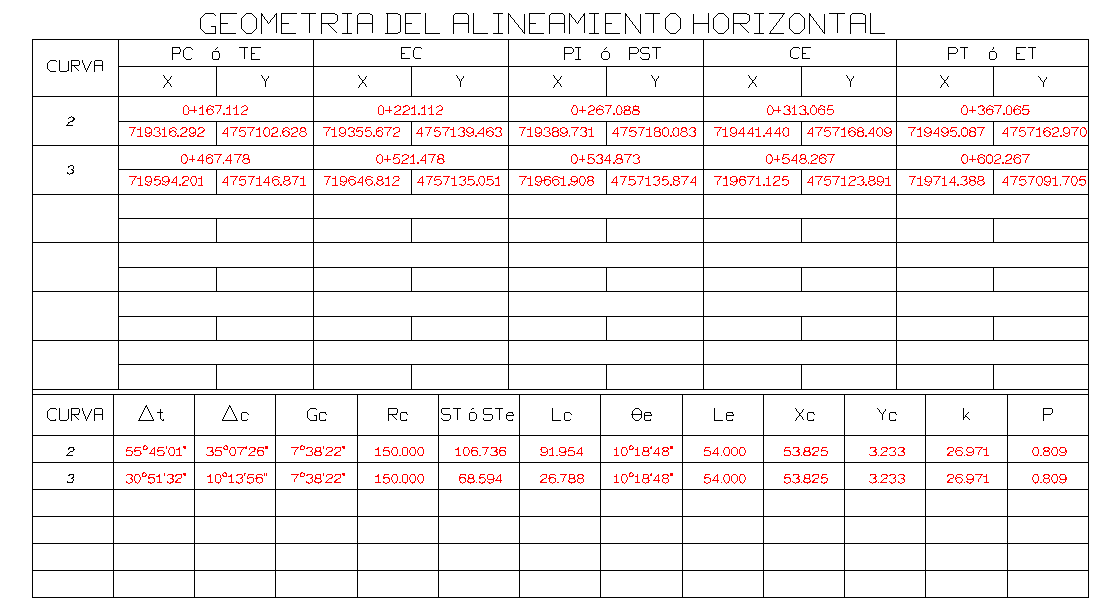 GEOMETRIA DEL ALINEAMIENTO HORIZONTAL
CURVA PC ó TE EC PI ó PST CE PT ó ET
X Y X Y X Y X Y X Y
2 0+167.112 0+221.112 0+267.088 0+313.065 0+367.065
719316.292 4757102.628 719355.672 4757139.463 719389.731 4757180.083 719441.440 4757168.409 719495.087 4757162.970
3 0+467.478 0+521.478 0+534.873 0+548.267 0+602.267
719594.201 4757146.871 719646.812 4757135.051 719661.908 4757135.874 719671.125 4757123.891 719714.388 4757091.705
CURVA Δt Δc Gc Rc ST ó STe Lc θe Le Xc Yc k P
2 55°45'01" 35°07'26" 7°38'22" 150.000 106.736 91.954 10°18'48" 54.000 53.825 3.233 26.971 0.809
3 30°51'32" 10°13'56" 7°38'22" 150.000 68.594 26.788 10°18'48" 54.000 53.825 3.233 26.971 0.809